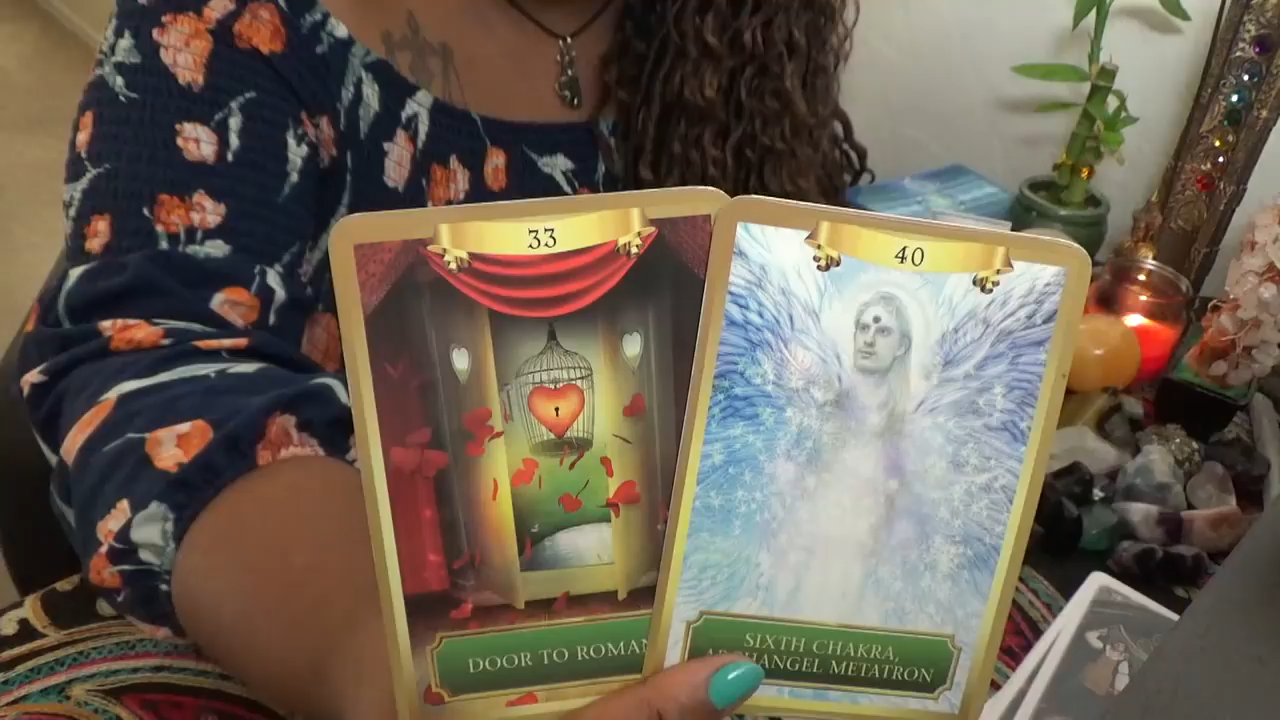 33
DOOR TO ROMAN
40
SIXTH CHAKRA,
ARCHANGEL METATRON